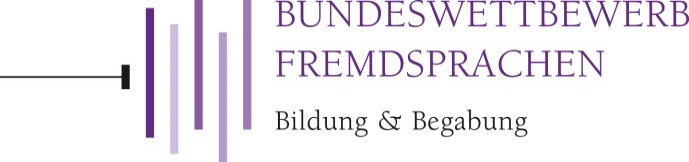 BUNDESWETTBEWERB
FREMDSPRACHEN
Bildung & Begabung